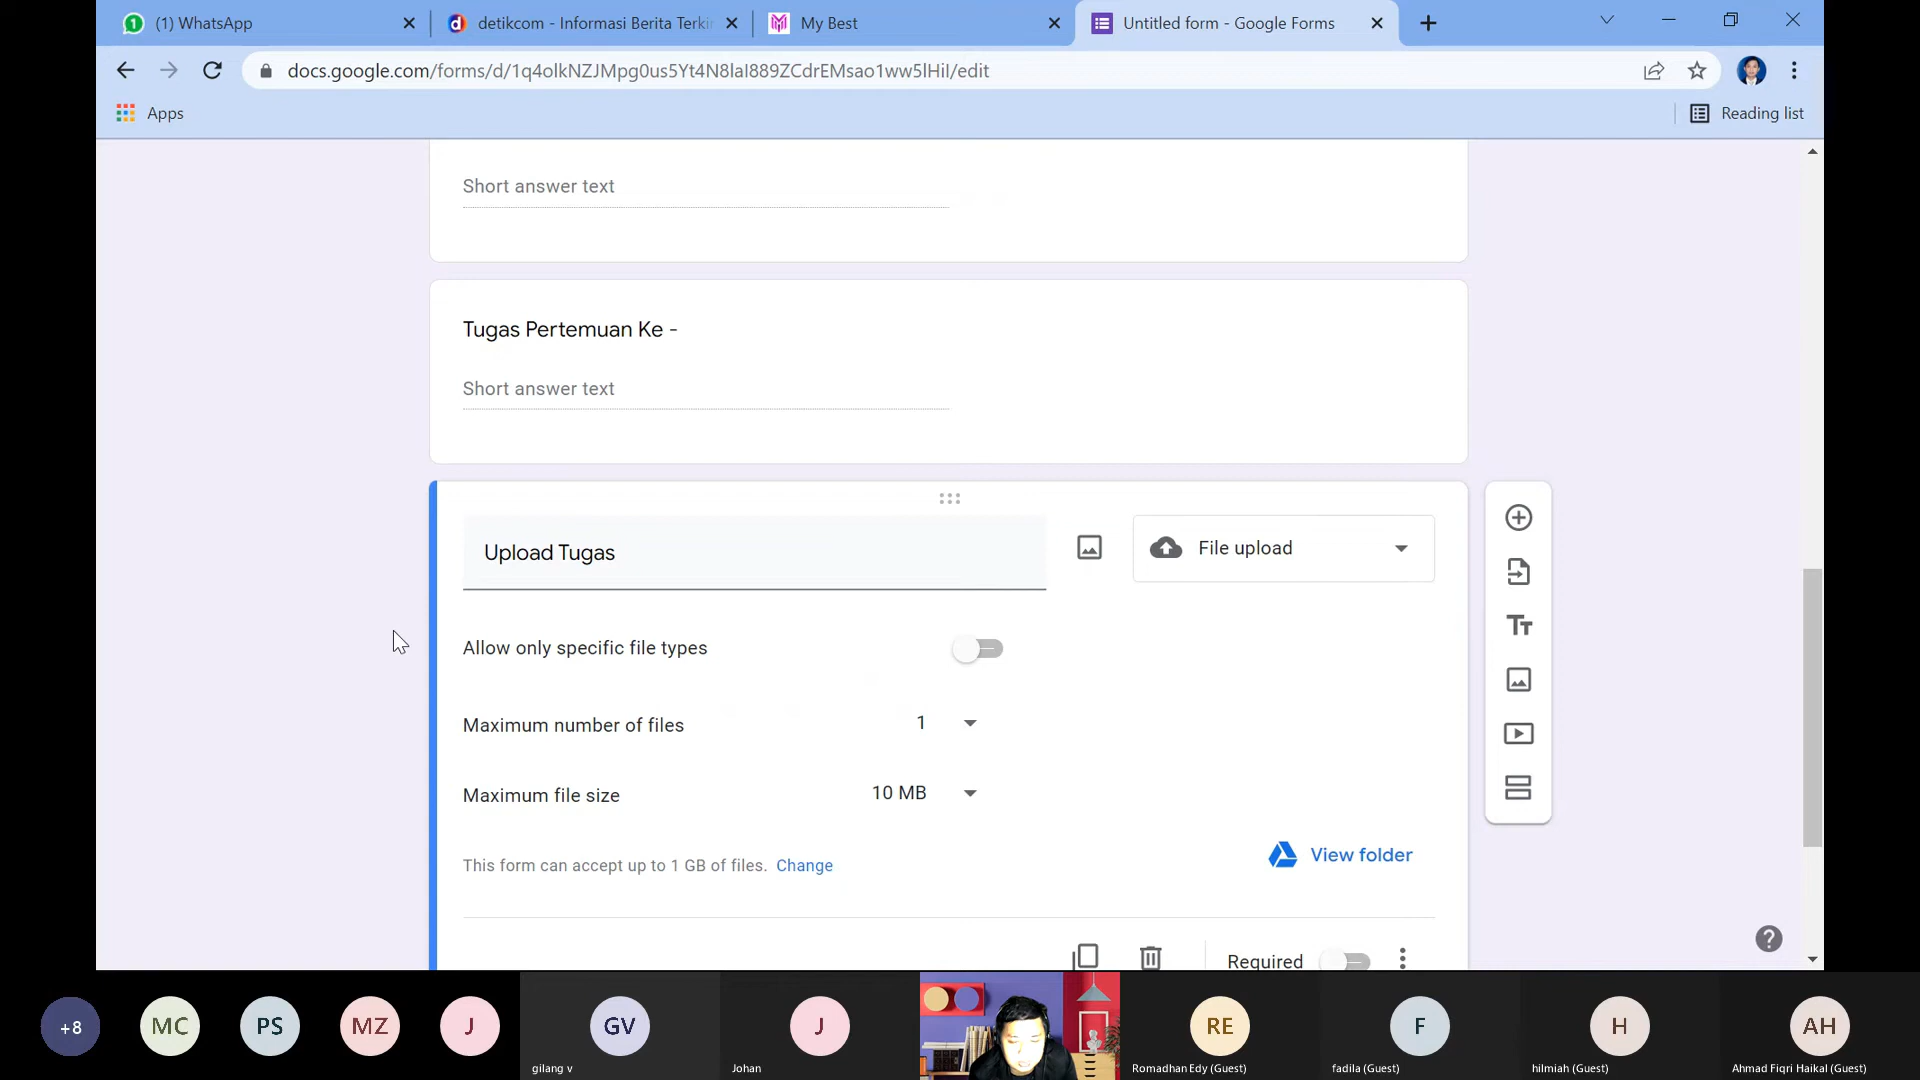 (1) WhatsApp
detikcom - Informasi Berita Terkin
My Best
Untitled form - Google Forms
docs.google.com/forms/d/1q4olkNZJMpg0us5Yt4N8laI889ZCdrEMsao1ww5lHiI/edit
Apps
Reading list
Short answer text
Tugas Pertemuan Ke -
Short answer text
Upload Tugas
File upload
Allow only specific file types
Maximum number of files
1
Maximum file size
10 MB
This form can accept up to 1 GB of files. Change
View folder
Required
+8
MC
PS
MZ
J
GV
J
RE
F
H
AH
gilang v
Johan
Romadhan Edy (Guest)
fadila (Guest)
hilmiah (Guest)
Ahmad Fiqri Haikal (Guest)